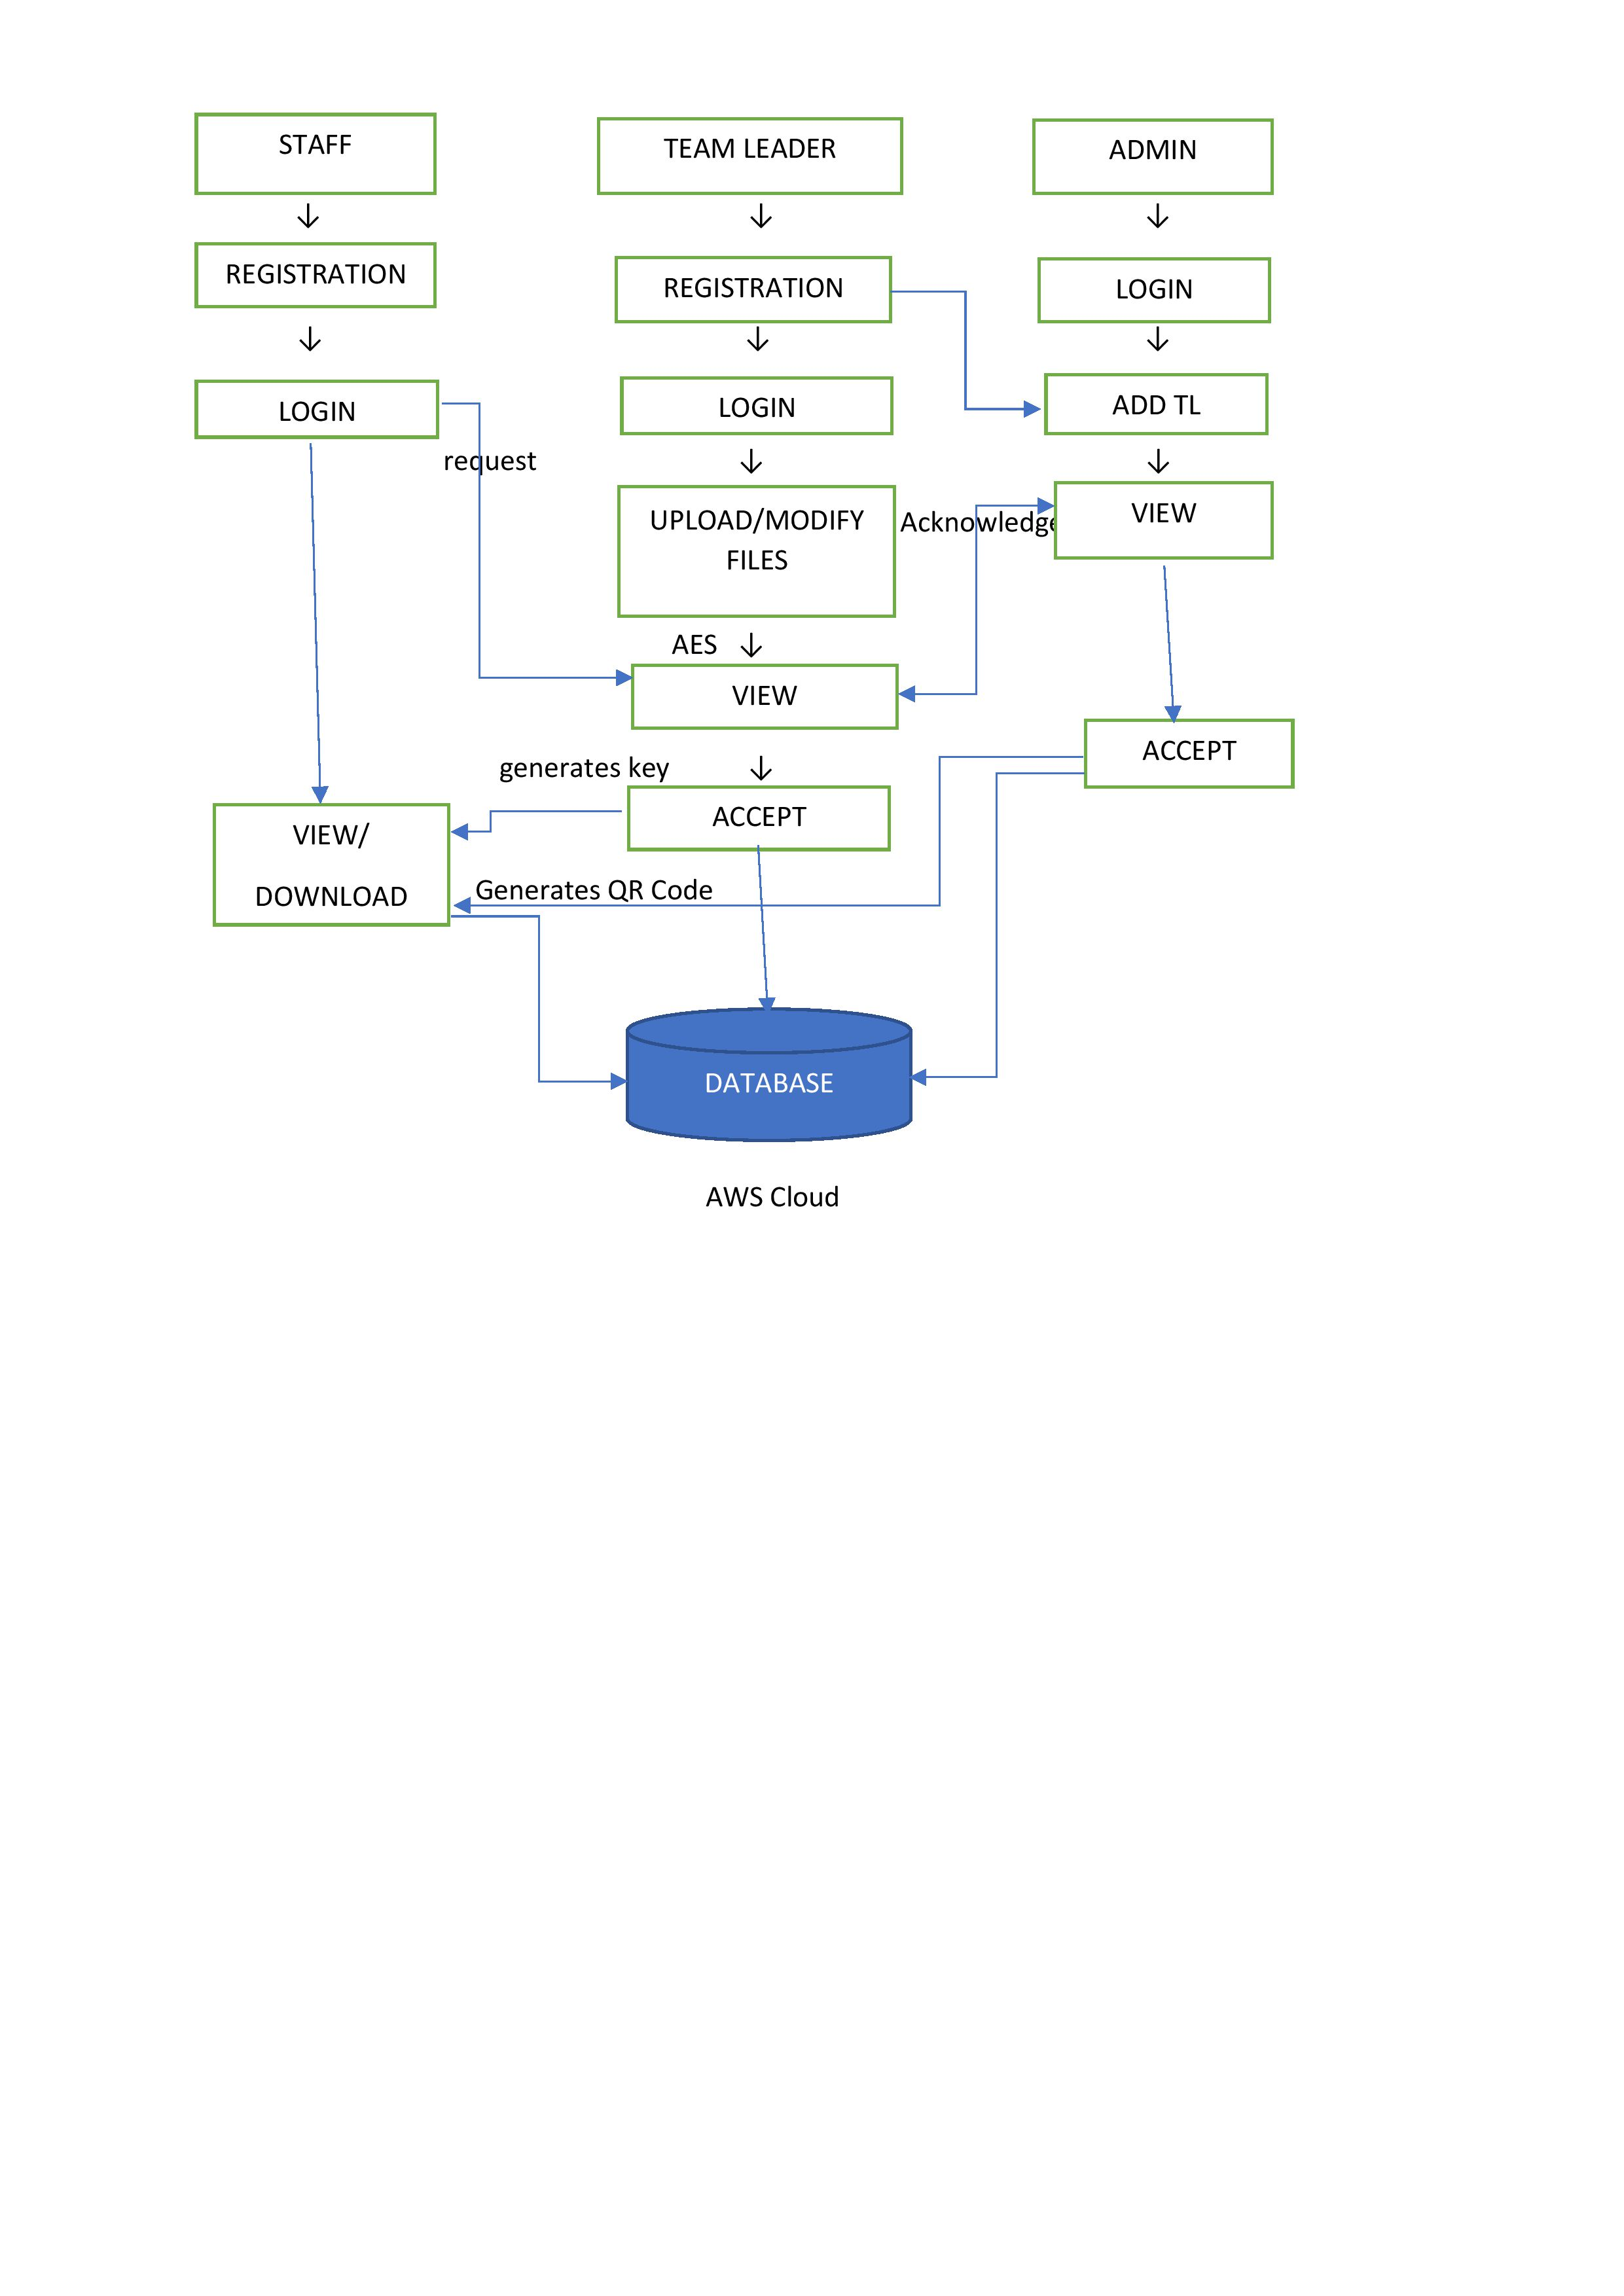 STAFF
TEAM LEADER
ADMIN
REGISTRATION
REGISTRATION
LOGIN
LOGIN
LOGIN
ADD TL
request
UPLOAD/MODIFY
FILES
Acknowledge
VIEW
AES
VIEW
generates key
ACCEPT
ACCEPT
VIEW/
DOWNLOAD
Generates QR Code
DATABASE
AWS Cloud